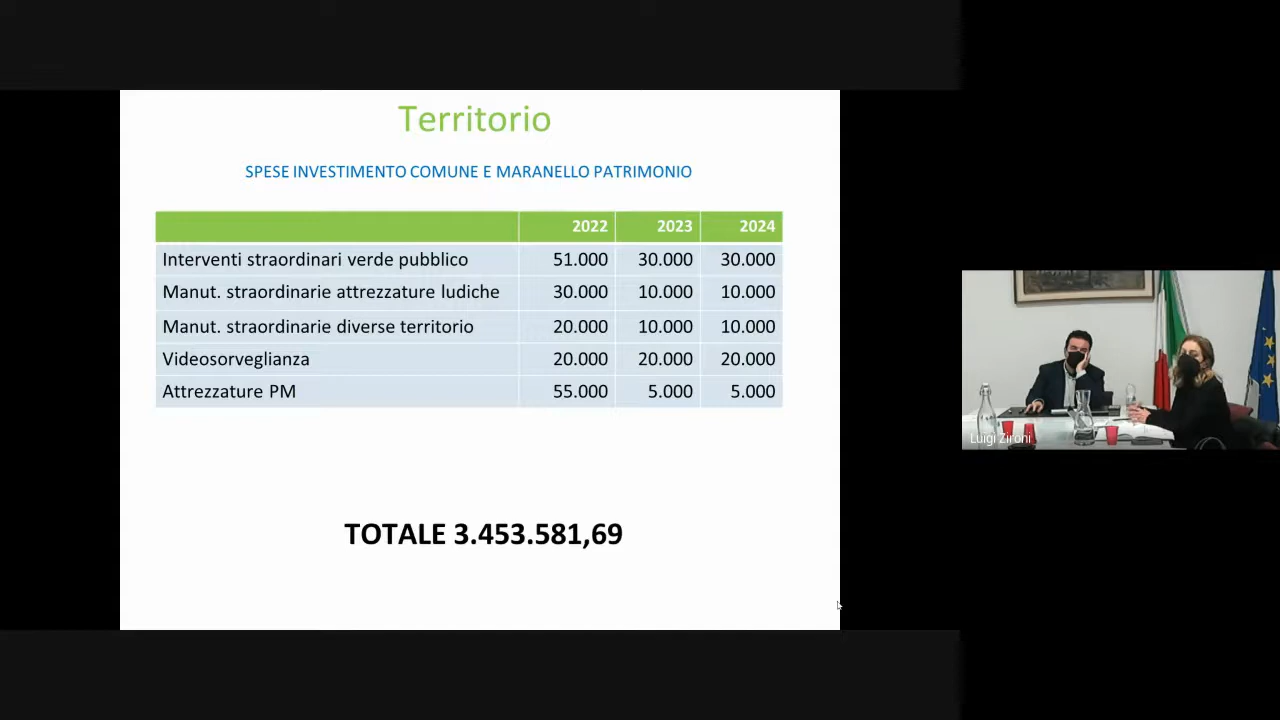 Territorio
SPESE INVESTIMENTO COMUNE E MARANELLO PATRIMONIO
2022 2023 2024
Interventi straordinari verde pubblico 51.000 30.000 30.000
Manut. straordinarie attrezzature ludiche 30.000 10.000 10.000
Manut. straordinarie diverse territorio 20.000 10.000 10.000
Videosorveglianza 20.000 20.000 20.000
Attrezzature PM 55.000 5.000 5.000
TOTALE 3.453.581,69
Luigi Zironi